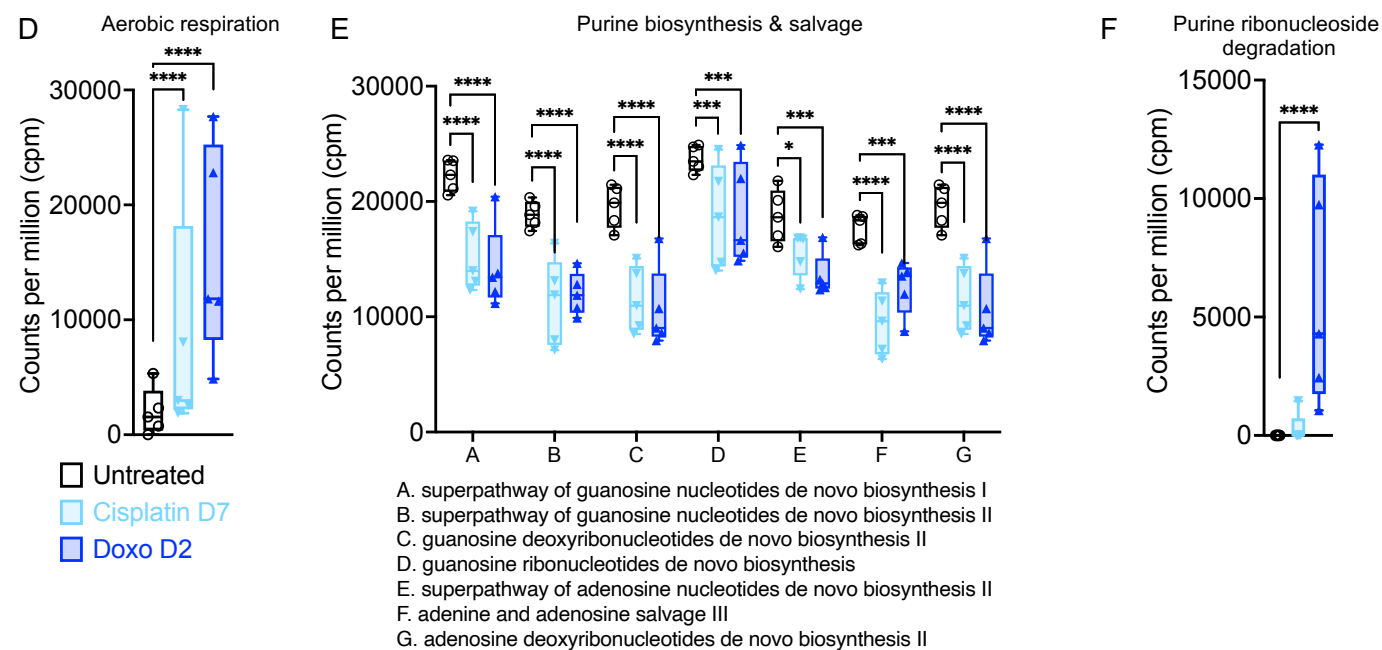 D
Aerobic respiration
Counts per million (cpm)
30000
20000
10000
0
****
****
Untreated
Cisplatin D7
Doxo D2
E
Purine biosynthesis & salvage
Counts per million (cpm)
30000
20000
10000
0
****
****
****
****
****
****
***
***
***
*
***
****
****
****
A B C D E F G
A. superpathway of guanosine nucleotides de novo biosynthesis I
B. superpathway of guanosine nucleotides de novo biosynthesis II
C. guanosine deoxyribonucleotides de novo biosynthesis II
D. guanosine ribonucleotides de novo biosynthesis
E. superpathway of adenosine nucleotides de novo biosynthesis II
F. adenine and adenosine salvage III
G. adenosine deoxyribonucleotides de novo biosynthesis II
F
Purine ribonucleoside
degradation
Counts per million (cpm)
15000
10000
5000
0
****